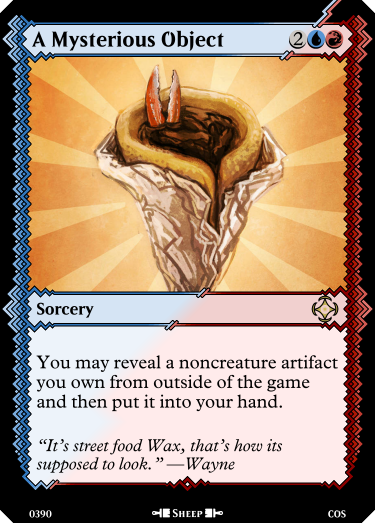 A Mysterious Object 2
Sorcery
You may reveal a noncreature artifact
you own from outside of the game
and then put it into your hand.
“It’s street food Wax, that’s how its
supposed to look.” —Wayne
0390 Sheep COS